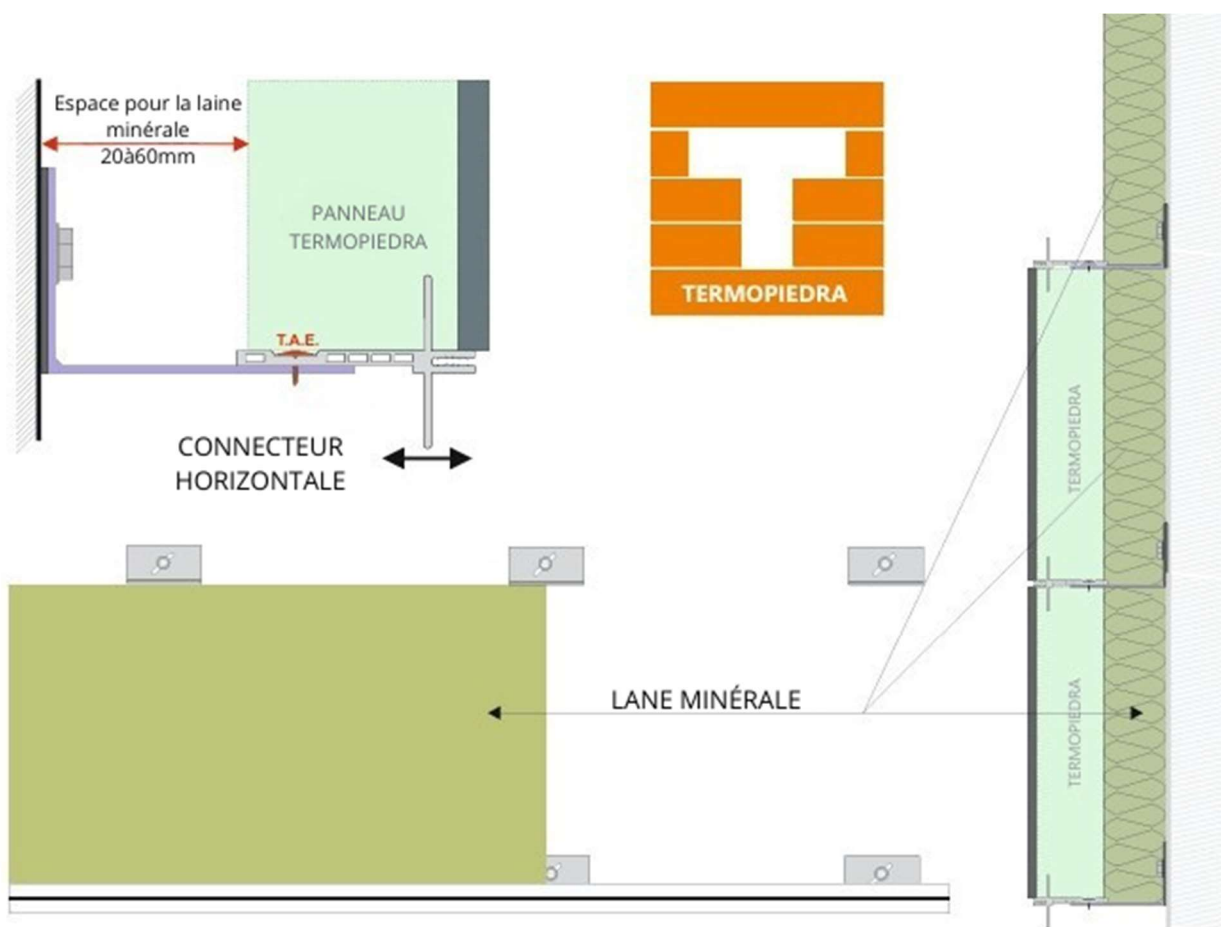 Espace pour la laine
minérale
20à60mm
PANNEAU
TERMOPIEDRA
T.A.E.
CONNECTEUR
HORIZONTALE
TERMOPIEDRA
TERMOPIEDRA
TERMOPIEDRA
LANE MINÉRALE